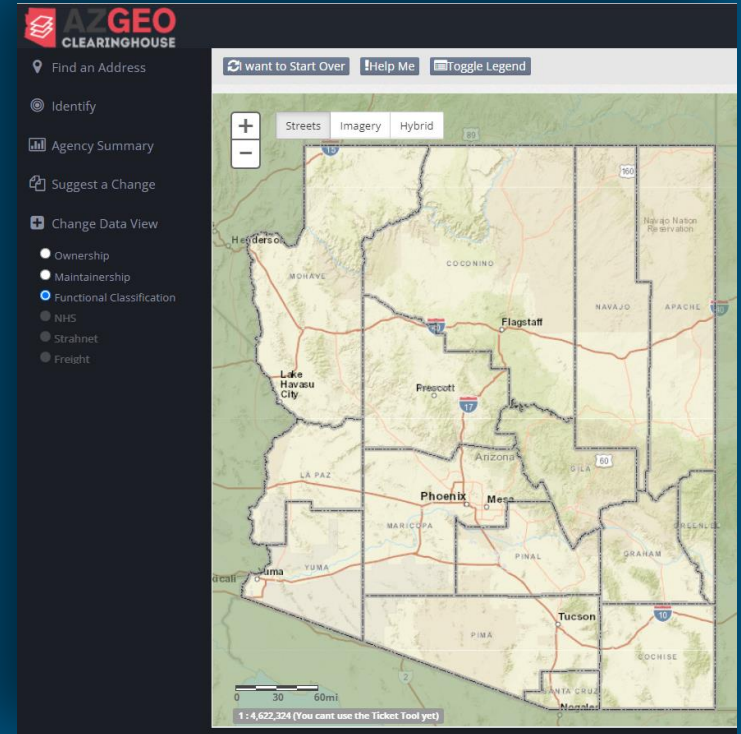 AZGEO
CLEARINGHOUSE
Find an Address
Identify
Agency Summary
Suggest a Change
Change Data View
Ownership
Maintainership
Functional Classification
NHS
Strahnet
Freight
I want to Start Over
!Help Me
Toggle Legend
+
−
Streets Imagery Hybrid
89
15
160
Navajo Nation
Reservation
Henderson
COCONINO
MOHAVE
NAVAJO APACHE
40
40
Flagstaff
Lake
Havasu
City
Prescott
17
Arizona
60
GILA
LA PAZ
Phoenix
Mesa
MARICOPA
GREENLEE
PINAL
GRAHAM
YUMA
Yuma
Tucson
10
PIMA
COCHISE
2
SANTA CRUZ
Nogales
0 30 60mi
1 : 4,622,324 (You cant use the Ticket Tool yet)